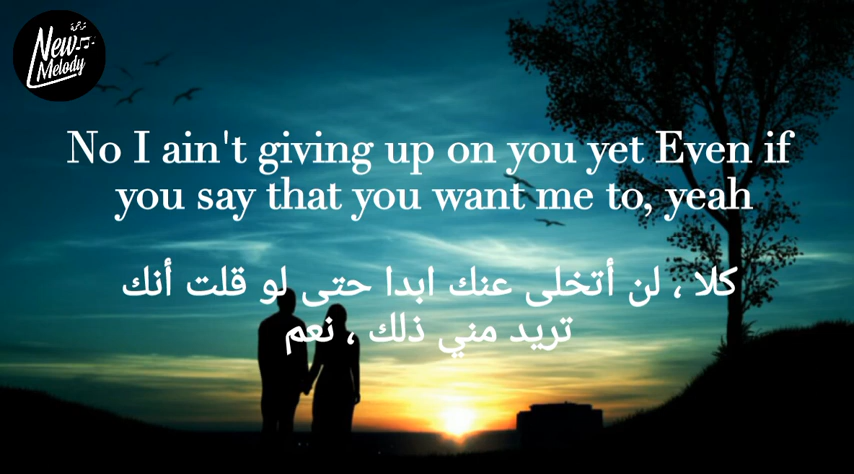 ترجمة
New
Melody
No I ain't giving up on you yet Even if
you say that you want me to, yeah
كلا ، لن أتخلى عنك ابدا حتى لو قلت أنك
تريد مني ذلك ، نعم